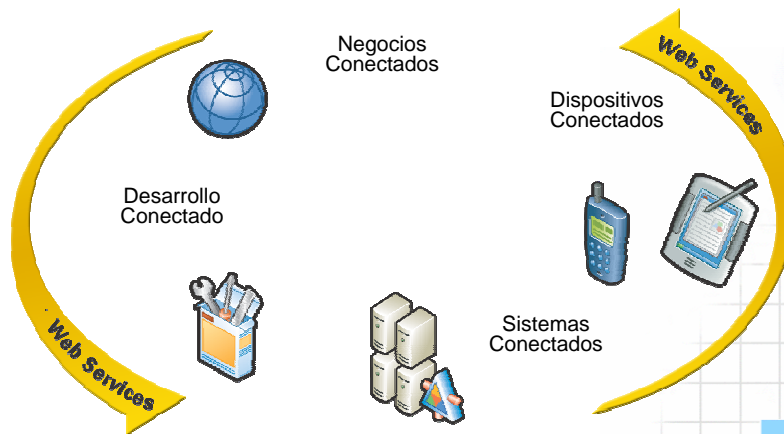 Negocios
Conectados
Web Services
Dispositivos
Conectados
Desarrollo
Conectado
Sistemas
Conectados
Web Services